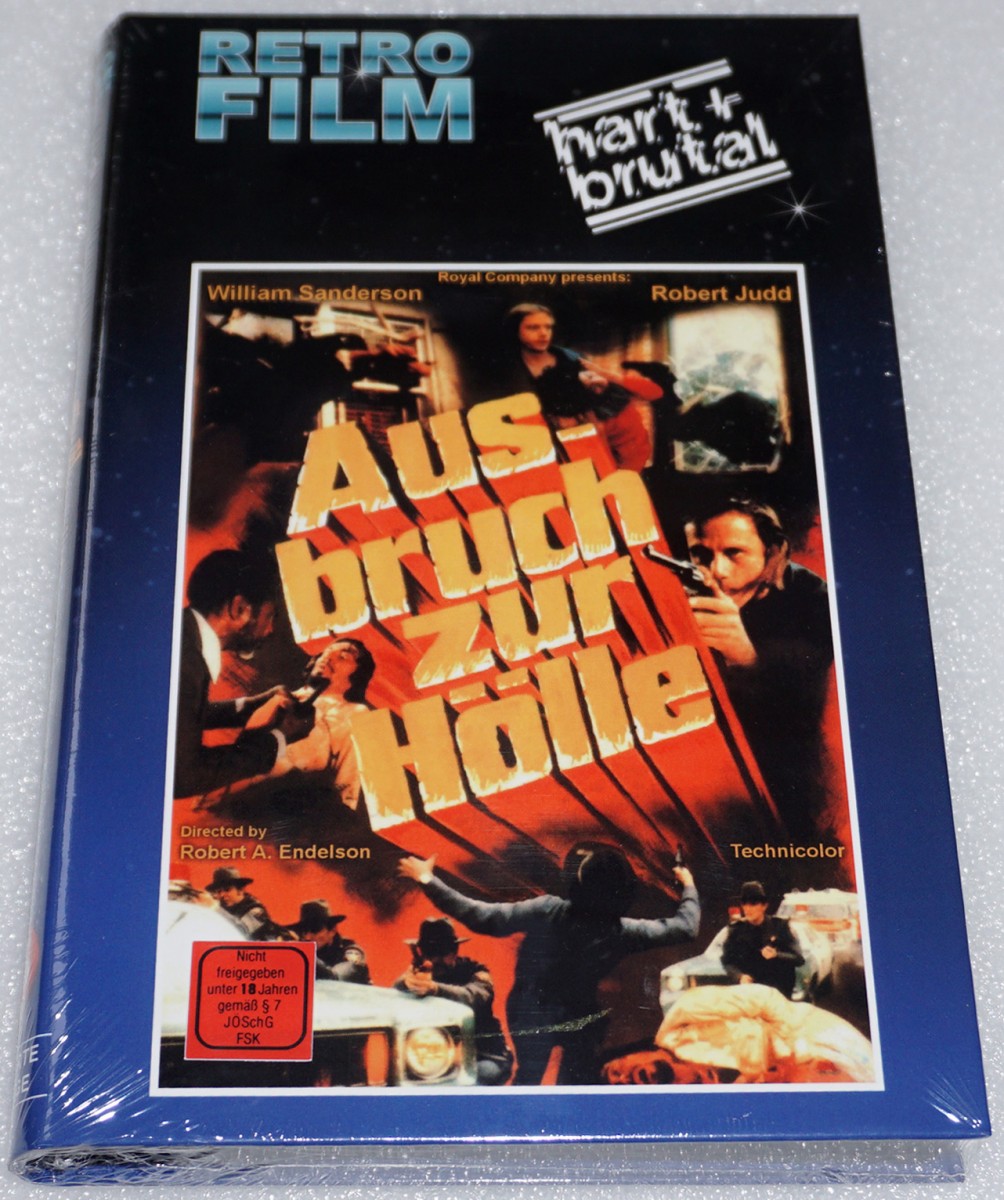 RETRO
FILM
hart +
brutal
Royal Company presents:
William Sanderson
Robert Judd
Aus-
bruch
zur
Hölle
Directed by
Robert A. Endelson
Technicolor
Nicht
freigegeben
unter 18 Jahren
gemäß § 7
JÖSchG
FSK